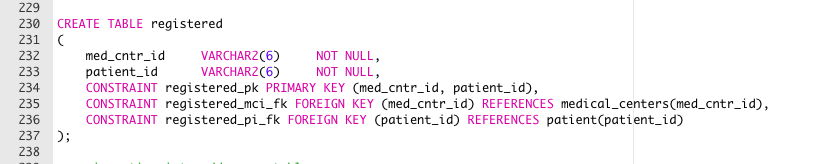 229
230 CREATE TABLE registered
231 (
232     med_cntr_id     VARCHAR2(6)     NOT NULL,
233     patient_id      VARCHAR2(6)     NOT NULL,
234     CONSTRAINT registered_pk PRIMARY KEY (med_cntr_id, patient_id),
235     CONSTRAINT registered_mci_fk FOREIGN KEY (med_cntr_id) REFERENCES medical_centers(med_cntr_id),
236     CONSTRAINT registered_pi_fk FOREIGN KEY (patient_id) REFERENCES patient(patient_id)
237 );
238